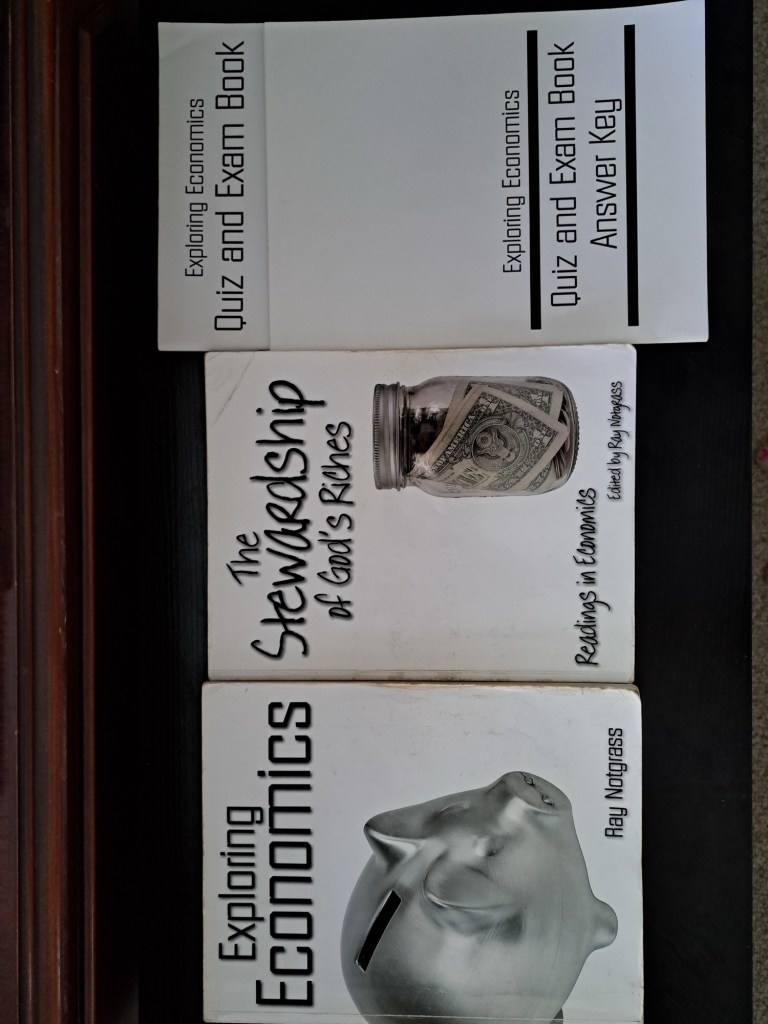 Exploring
Economics
Ray Notgrass
The
Stewardship
of God's Riches
Readings in Economics
Edited by Ray Notgrass
Exploring Economics
Quiz and Exam Book
Exploring Economics
Quiz and Exam Book
Answer Key